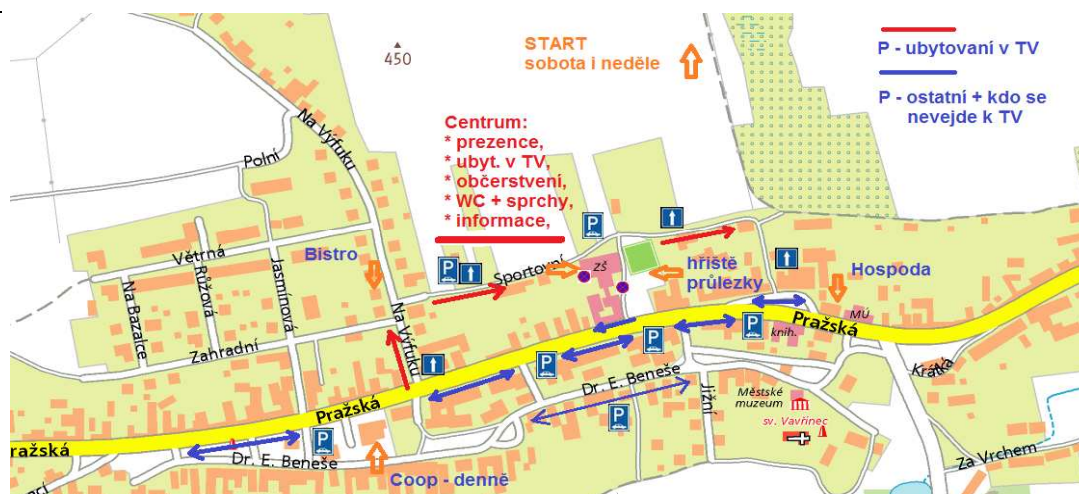 START
sobota i neděle
P - ubytovaní v TV
P - ostatní + kdo se
nevejde k TV
450
Centrum:
* prezence,
* ubyt. v TV,
* občerstvení,
* WC + sprchy
* informace,
Na Výfuku
Polní
Větrná
Růžová
Jasmínová
Na Bazalce
Zahradní
Bistro
Na Výfuku
Sportovní
ZŠ
hřiště
průlezky
Hospoda
P
P
P
P
P
P
P
MÚ
knih.
Pražská
Pražská
ražská
Dr. E. Beneše
Dr. E. Beneše
Jižní
Městské
muzeum
sv. Vavřinec
Krátká
Za Vrchem
Coop - denně